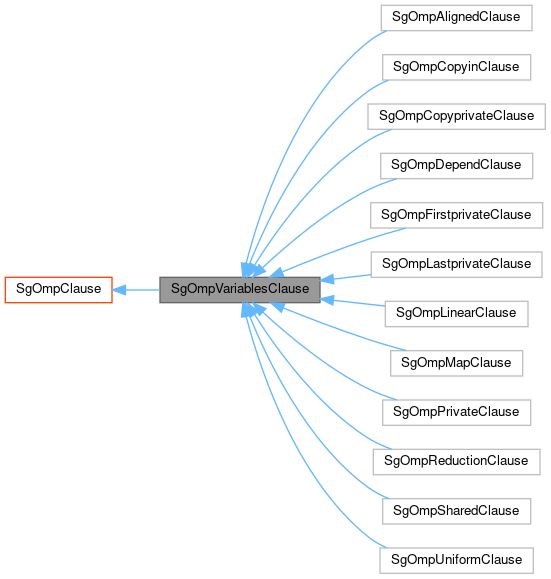 SgOmpAlignedClause
SgOmpCopyinClause
SgOmpCopyprivateClause
SgOmpDependClause
SgOmpFirstprivateClause
SgOmpLastprivateClause
SgOmpClause
SgOmpVariablesClause
SgOmpLinearClause
SgOmpMapClause
SgOmpPrivateClause
SgOmpReductionClause
SgOmpSharedClause
SgOmpUniformClause